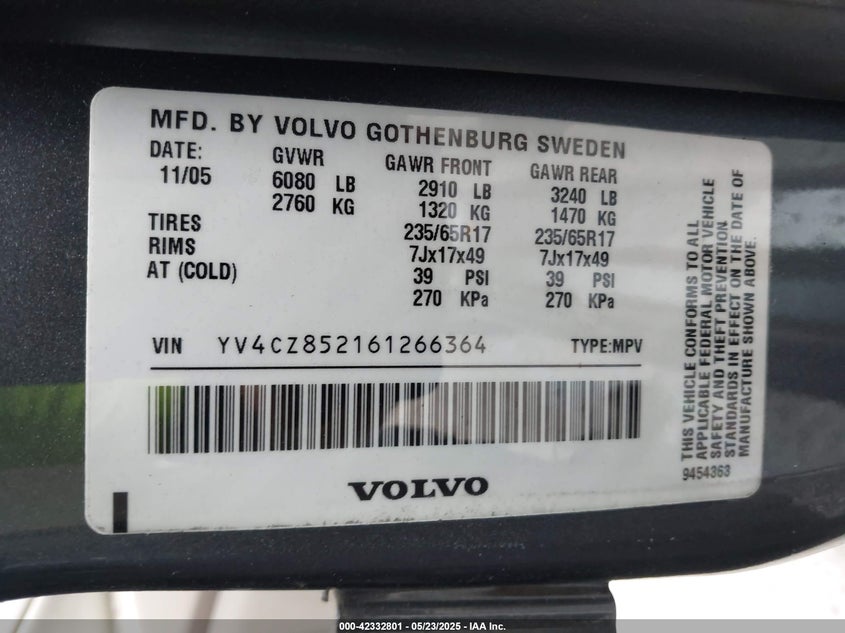 MFD. BY VOLVO GOTHENBURG SWEDEN
DATE: GVWR GAWR FRONT GAWR REAR
11/05 6080 LB 2910 LB 3240 LB
2760 KG 1320 KG 1470 KG
TIRES 235/65R17 235/65R17
RIMS 7Jx17x49 7Jx17x49
AT (COLD) 39 PSI 39 PSI
270 KPa 270 KPa
VIN YV4CZ852161266364 TYPE:MPV
VOLVO
THIS VEHICLE CONFORMS TO ALL
APPLICABLE FEDERAL MOTOR VEHICLE
SAFETY AND THEFT PREVENTION
STANDARDS IN EFFECT ON THE DATE OF
MANUFACTURE SHOWN ABOVE.
9454363
000-42332801 - 05/23/2025 - IAA Inc.